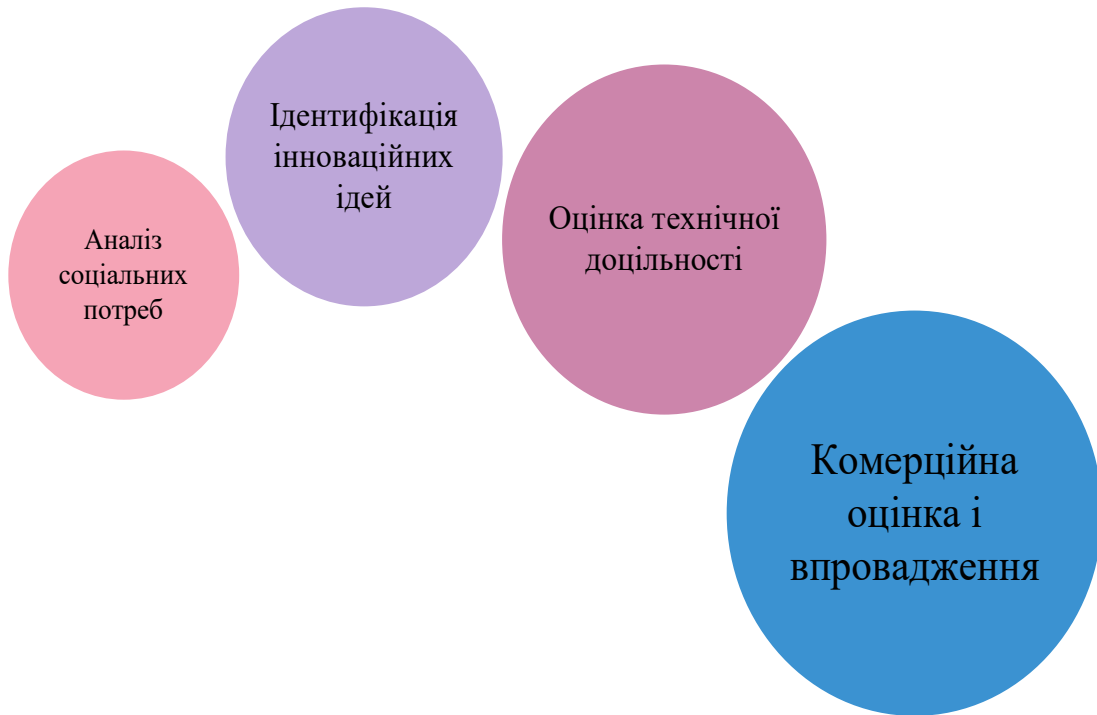 Аналіз
соціальних
потреб
Ідентифікація
інноваційних
ідей
Оцінка технічної
доцільності
Комерційна
оцінка і
впровадження